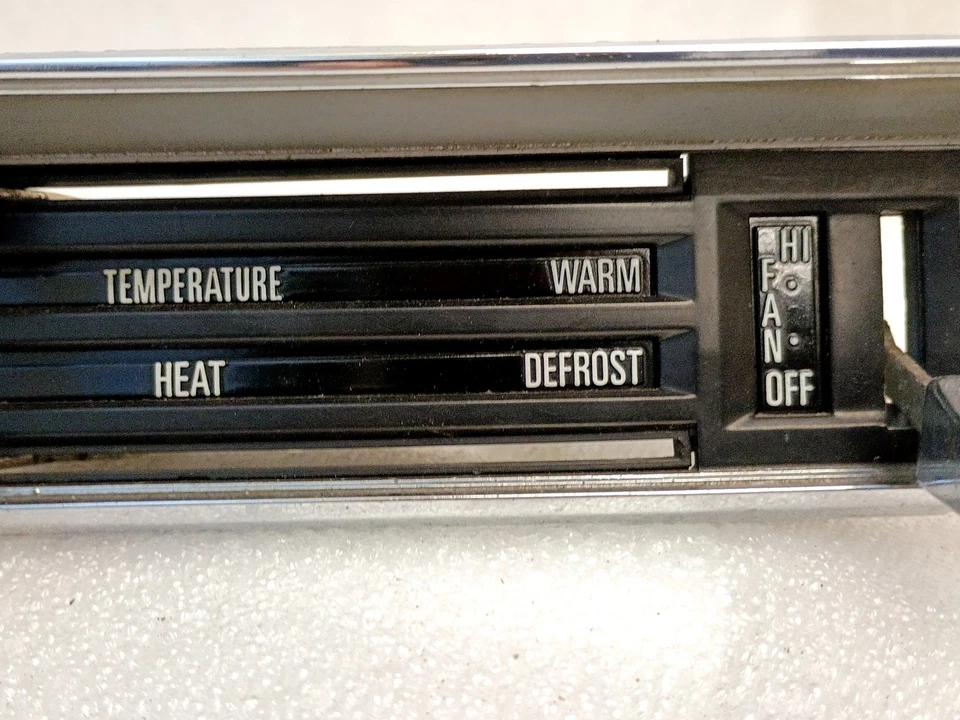 TEMPERATURE WARM
HEAT DEFROST
HI
FAN
OFF